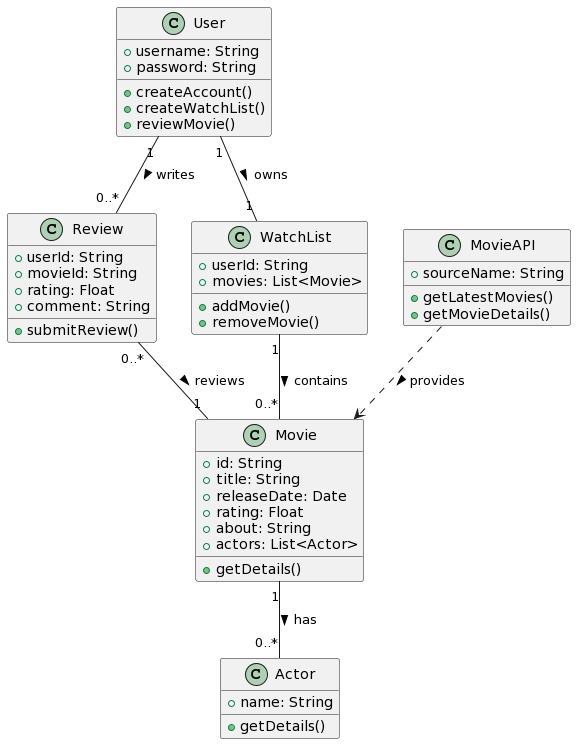 C User
username: String
password: String
createAccount()
createWatchList()
reviewMovie()
1
1
writes
owns
0..*
1
C Review
userId: String
movieId: String
rating: Float
comment: String
submitReview()
C WatchList
userId: String
movies: List<Movie>
addMovie()
removeMovie()
C MovieAPI
sourceName: String
getLatestMovies()
getMovieDetails()
0..*
1
reviews
contains
provides
1
0..*
C Movie
id: String
title: String
releaseDate: Date
rating: Float
about: String
actors: List<Actor>
getDetails()
1
has
0..*
C Actor
name: String
getDetails()